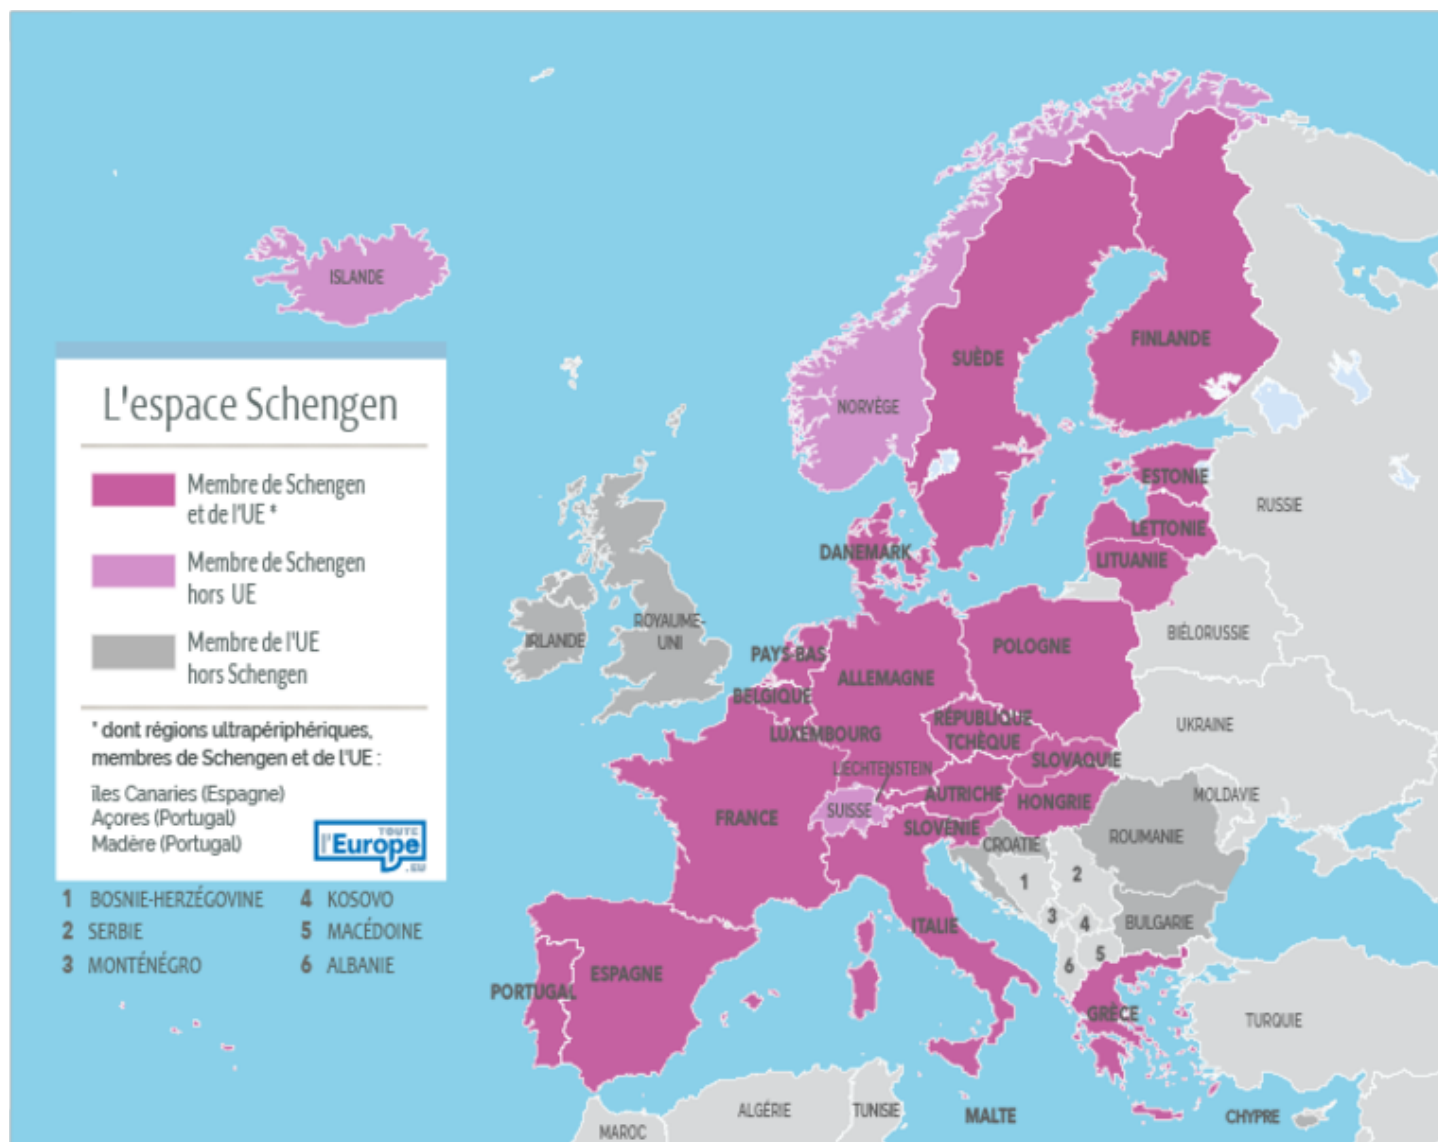 ISLANDE
L'espace Schengen
Membre de Schengen
et de l'UE *
Membre de Schengen
hors UE
Membre de l'UE
hors Schengen
* dont régions ultrapériphériques,
membres de Schengen et de l'UE :
îles Canaries (Espagne)
Açores (Portugal)
Madère (Portugal)
TOUTE
l'Europe
.EU
1 BOSNIE-HERZÉGOVINE
2 SERBIE
3 MONTÉNÉGRO
4 KOSOVO
5 MACÉDOINE
6 ALBANIE
FINLANDE
SUÈDE
NORVÈGE
ESTONIE
RUSSIE
LETTONIE
DANEMARK
LITUANIE
IRLANDE
ROYAUME-
UNI
BIÉLORUSSIE
PAYS-BAS
POLOGNE
ALLEMAGNE
BELGIQUE
RÉPUBLIQUE
TCHÈQUE
UKRAINE
LUXEMBOURG
SLOVAQUIE
LIECHTENSTEIN
AUTRICHE
HONGRIE
MOLDAVIE
SUISSE
FRANCE
SLOVÉNIE
CROATIE
ROUMANIE
1
2
3
4
5
6
BULGARIE
ITALIE
ESPAGNE
PORTUGAL
GRÈCE
TURQUIE
ALGÉRIE
TUNISIE
MALTE
CHYPRE
MAROC